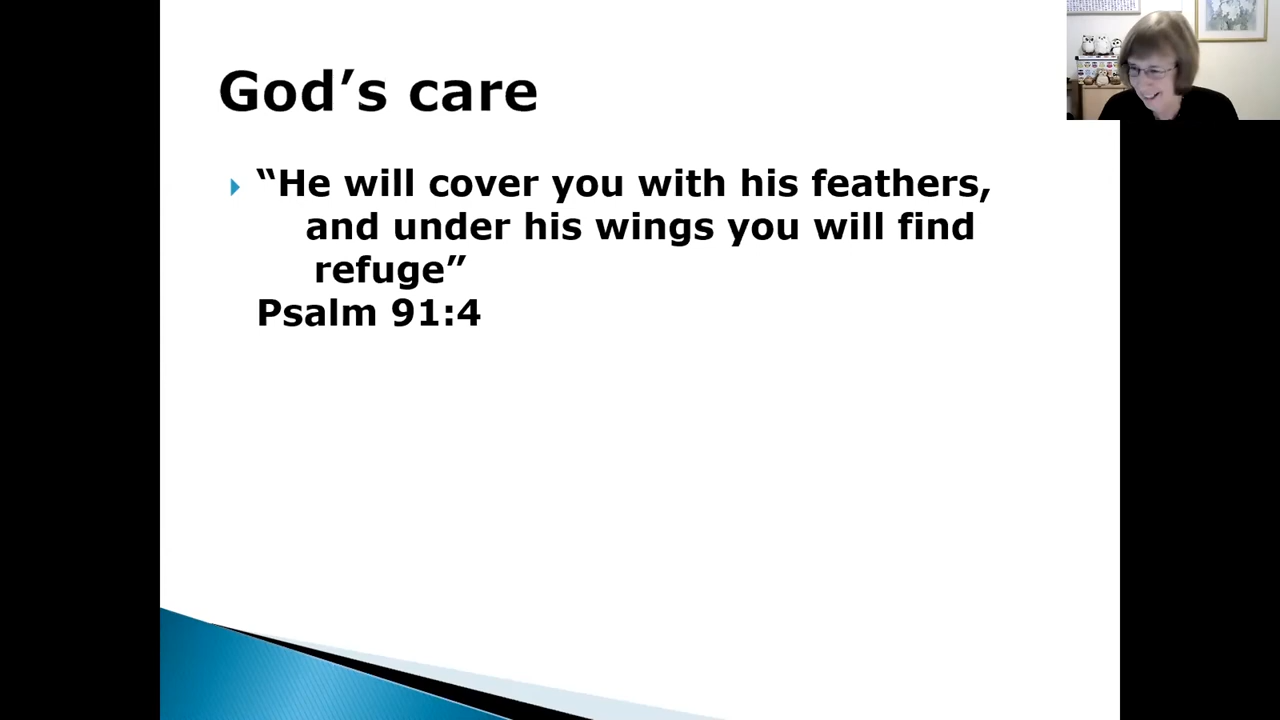 God’s care
“He will cover you with his feathers,
and under his wings you will find
refuge”
Psalm 91:4